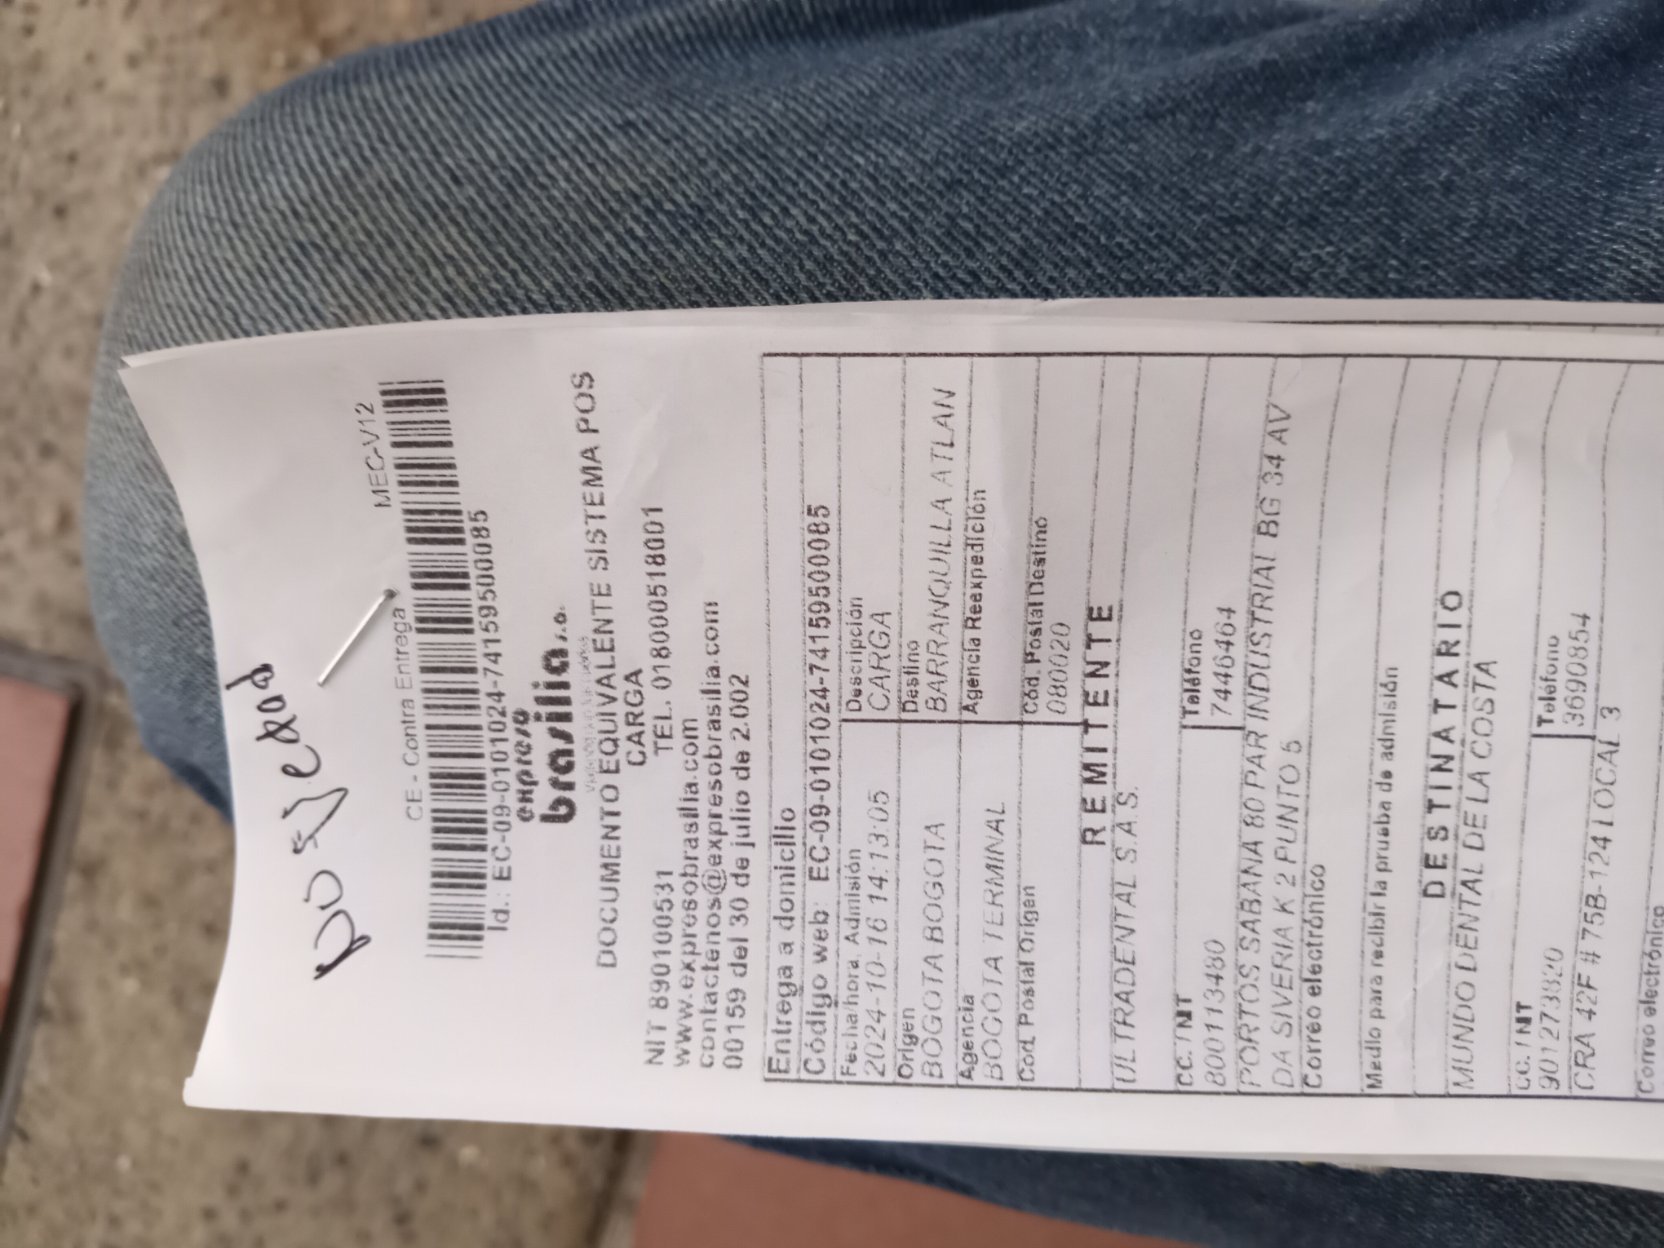 MEC-V12
CE - Contra Entrega
Id.: EC-09-0101024-74159500085
expreso
brasilia s.a.
DOCUMENTO EQUIVALENTE SISTEMA POS
CARGA
NIT 890100531 TEL. 018000518001
www.expresobrasilia.com
contactenos@expresobrasilia.com
00159 del 30 de julio de 2.002
Entrega a domicilio
Código web: EC-09-0101024-74159500085
Fecha/hora. Admisión Descripción
2024-10-16 14:13:05 CARGA
Origen Destino
BOGOTA BOGOTA BARRANQUILLA ATLAN
Agencia Agencia Reexpedición
BOGOTA TERMINAL
Cod. Postal Origen Cód. Postal Destino
080020
REMITENTE
ULTRADENTAL S.A.S.
CC. / NIT Teléfono
800113480 7446464
PORTOS SABANA 80 PAR INDUSTRIAL BG 34 AV
DA SIVERIA K 2 PUNTO 5
Correo electrónico
Medio para recibir la prueba de admisión
DESTINATARIO
MUNDO DENTAL DE LA COSTA
CC. / NIT Teléfono
901273820 3690854
CRA 42F # 75B-124 LOCAL 3
Correo electrónico